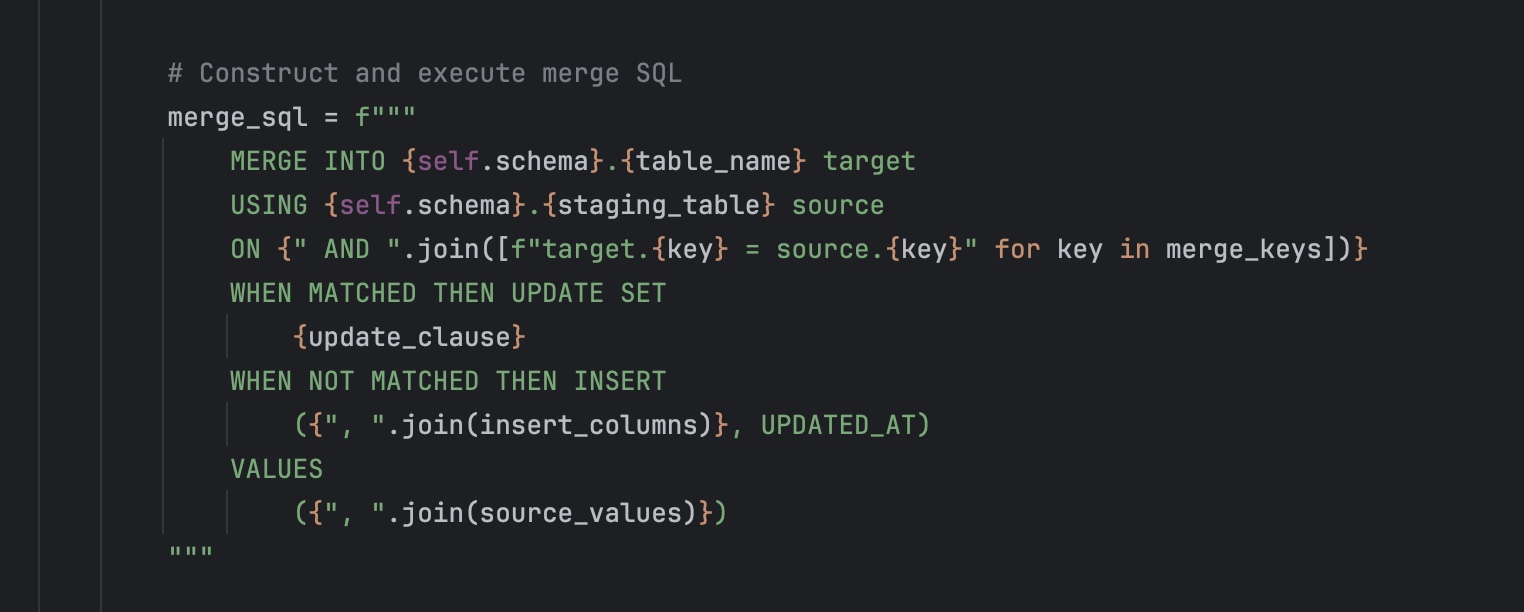 # Construct and execute merge SQL
merge_sql = f"""
MERGE INTO {self.schema}.{table_name} target
USING {self.schema}.{staging_table} source
ON {" AND ".join([f"target.{key} = source.{key}" for key in merge_keys])}
WHEN MATCHED THEN UPDATE SET
{update_clause}
WHEN NOT MATCHED THEN INSERT
({", ".join(insert_columns)}, UPDATED_AT)
VALUES
({", ".join(source_values)})
"""